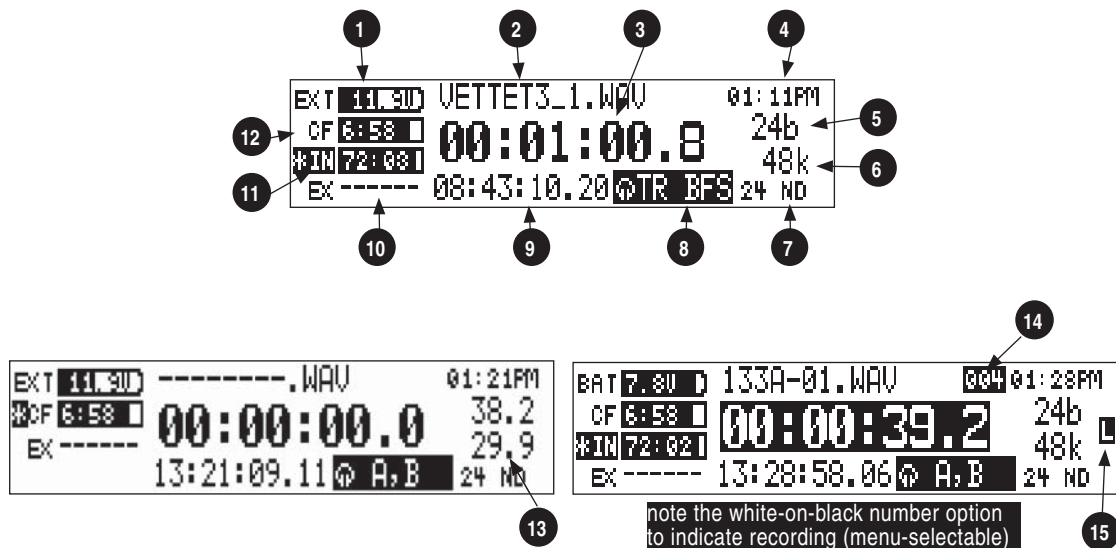 1 2 3 4
EXT 11.9V VETTET3_1.WAV 01:11PM
12 CF 6:58 00:01:00.8 24b 5
*IN 72:08 48k 6
11 EX ------ 08:43:10.20 TR BFS 24 ND
10 9 8 7
14
EXT 11.9V --------.WAV 01:21PM
*CF 6:58 00:00:00.0 38.2
EX ------ 29.9
13:21:09.11 A,B 24 ND
13
BAT 7.8V 133A-01.WAV 004 01:28PM
CF 6:58 00:00:39.2 24b L
*IN 72:02 48k
EX ------ 13:28:58.06 A,B 24 ND
note the white-on-black number option
to indicate recording (menu-selectable)
15